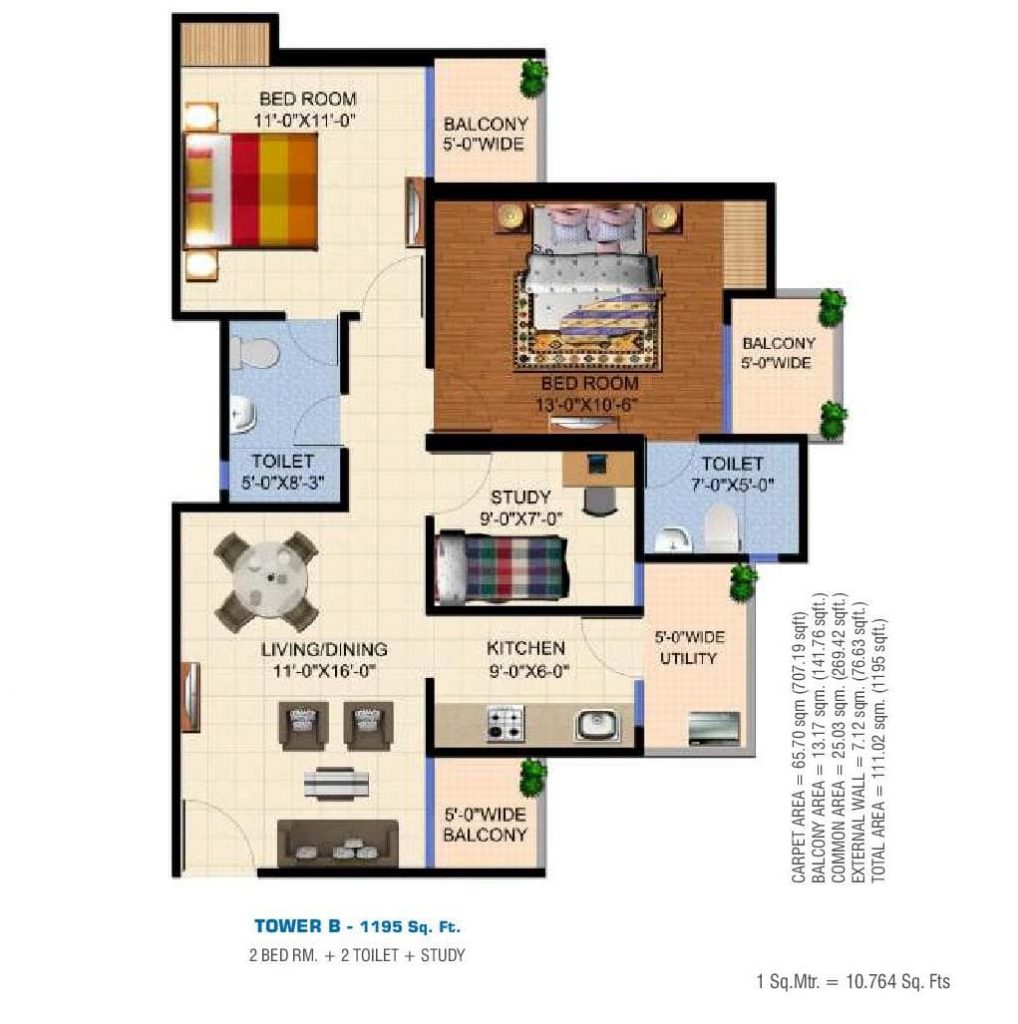 BED ROOM
11'-0"X11'-0"
BALCONY
5'-0"WIDE
BED ROOM
13'-0"X10'-6"
BALCONY
5'-0"WIDE
TOILET
5'-0"X8'-3"
TOILET
7'-0"X5'-0"
STUDY
9'-0"X7'-0"
LIVING/DINING
11'-0"X16'-0"
KITCHEN
9'-0"X6-0"
5'-0"WIDE
UTILITY
5'-0"WIDE
BALCONY
CARPET AREA = 65.70 sqm (707.19 sqft)
BALCONY AREA = 13.17 sqm. (141.76 sqft.)
COMMON AREA = 25.03 sqm. (269.42 sqft.)
EXTERNAL WALL = 7.12 sqm. (76.63 sqft.)
TOTAL AREA = 111.02 sqm. (1195 sqft.)
TOWER B - 1195 Sq. Ft.
2 BED RM. + 2 TOILET + STUDY
1 Sq.Mtr. = 10.764 Sq. Fts